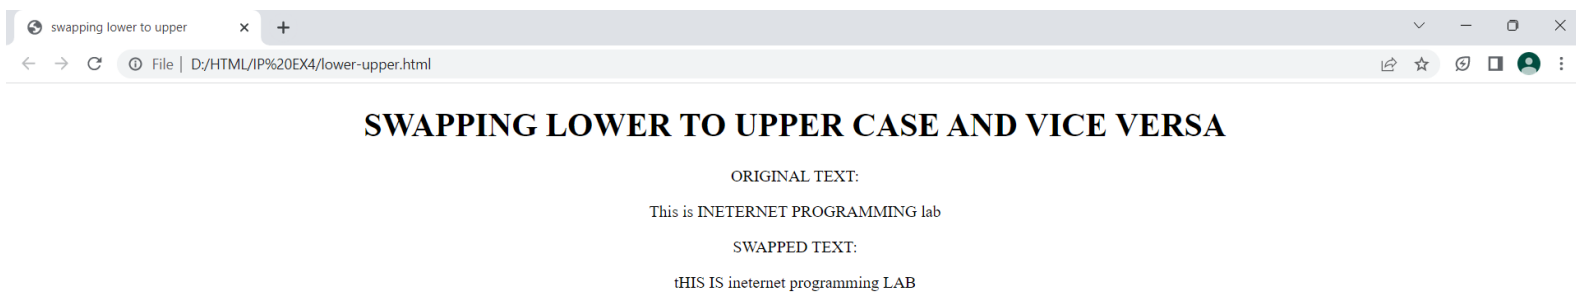 swapping lower to upper
File | D:/HTML/IP%20EX4/lower-upper.html
SWAPPING LOWER TO UPPER CASE AND VICE VERSA
ORIGINAL TEXT:
This is INETERNET PROGRAMMING lab
SWAPPED TEXT:
tHIS IS ineternet programming LAB